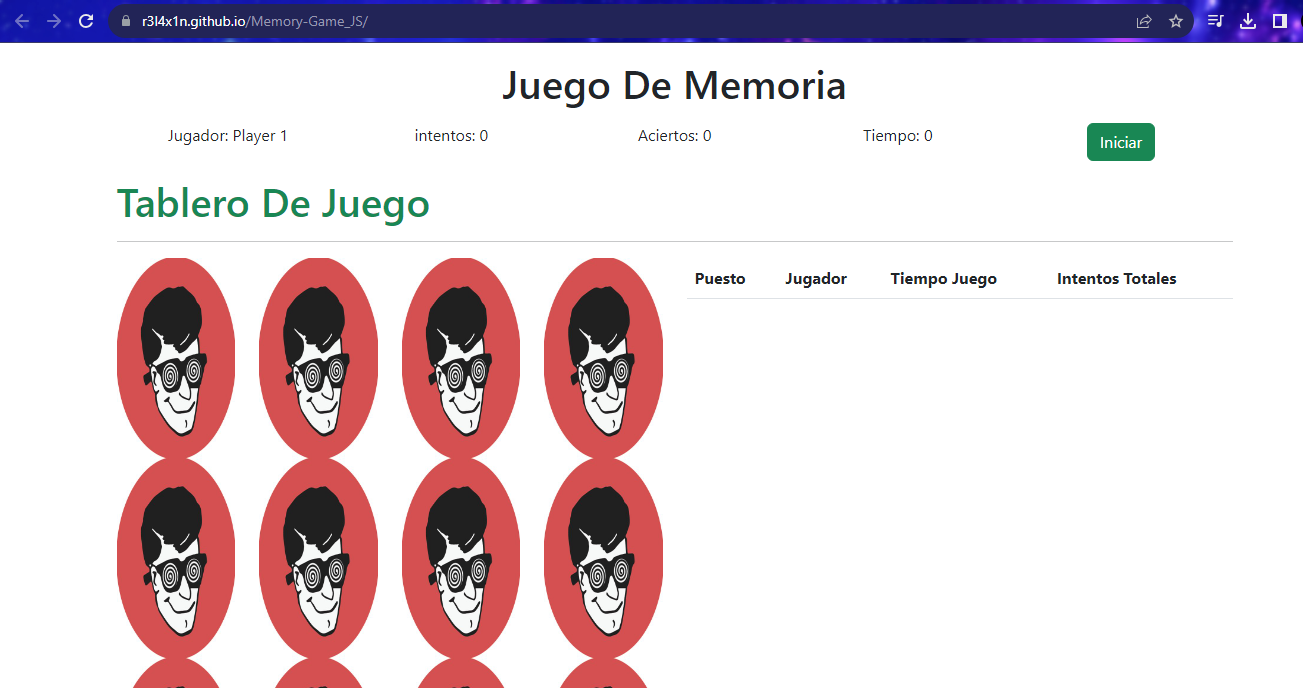 r3l4x1n.github.io/Memory-Game_JS/
Juego De Memoria
Jugador: Player 1 intentos: 0 Aciertos: 0 Tiempo: 0 Iniciar
Tablero De Juego
Puesto Jugador Tiempo Juego Intentos Totales